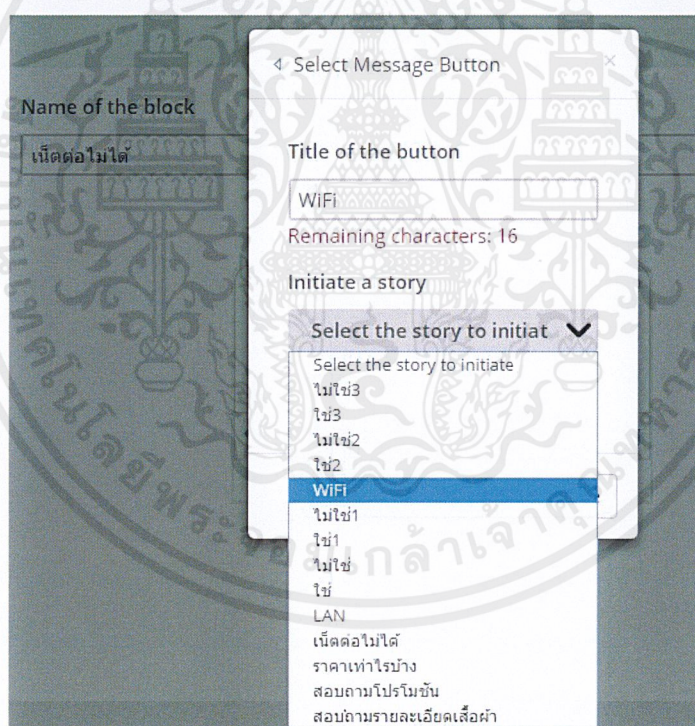 Select Message Button
Name of the block
เน็ตต่อไม่ได้
Title of the button
WiFi
Remaining characters: 16
Initiate a story
Select the story to initiat
Select the story to initiate
ไม่ใช่3
ใช่3
ไม่ใช่2
ใช่2
WiFi
ไม่ใช่1
ใช่1
ไม่ใช่
ใช่
LAN
เน็ตต่อไม่ได้
ราคาเท่าไรบ้าง
สอบถามโปรโมชั่น
สอบถามรายละเอียดเสื้อผ้า